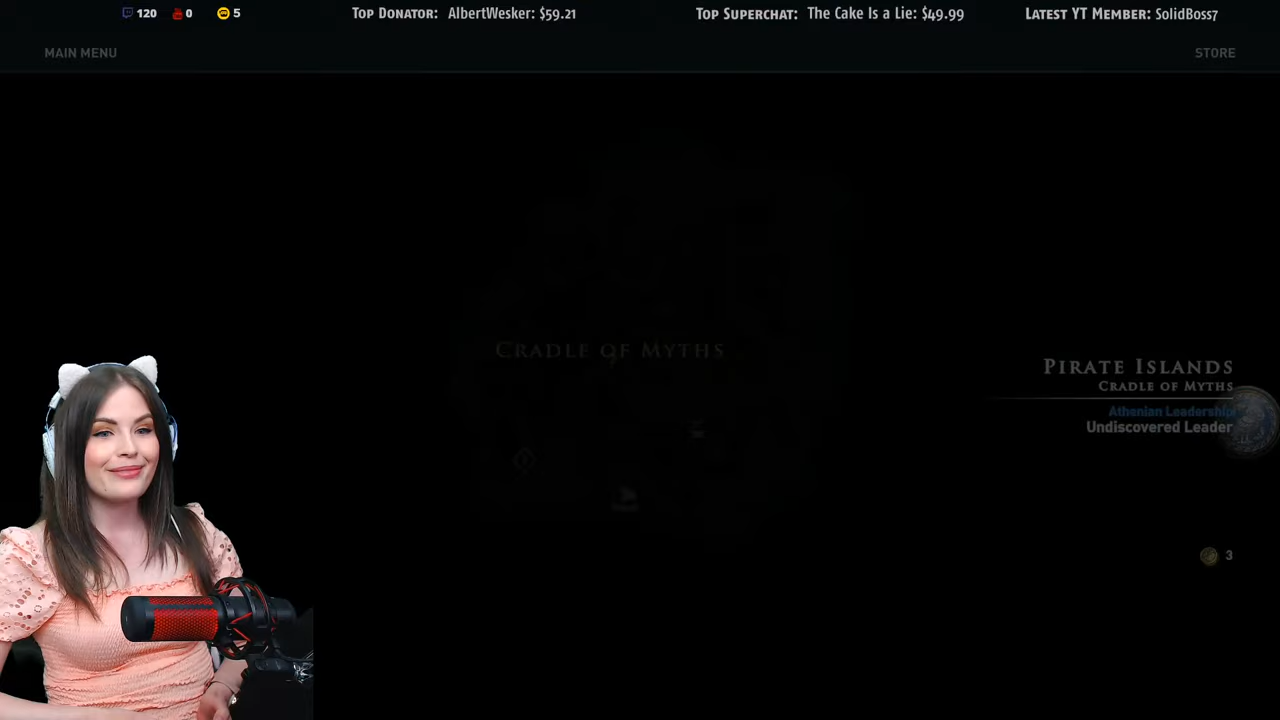 120 0 5 Top Donator: AlbertWesker: $59.21 Top Superchat: The Cake Is a Lie: $49.99 Latest YT Member: SolidBoss7
MAIN MENU STORE
Cradle of Myths
Pirate Islands
Cradle of Myths
Athenian Leadership
Undiscovered Leader
3